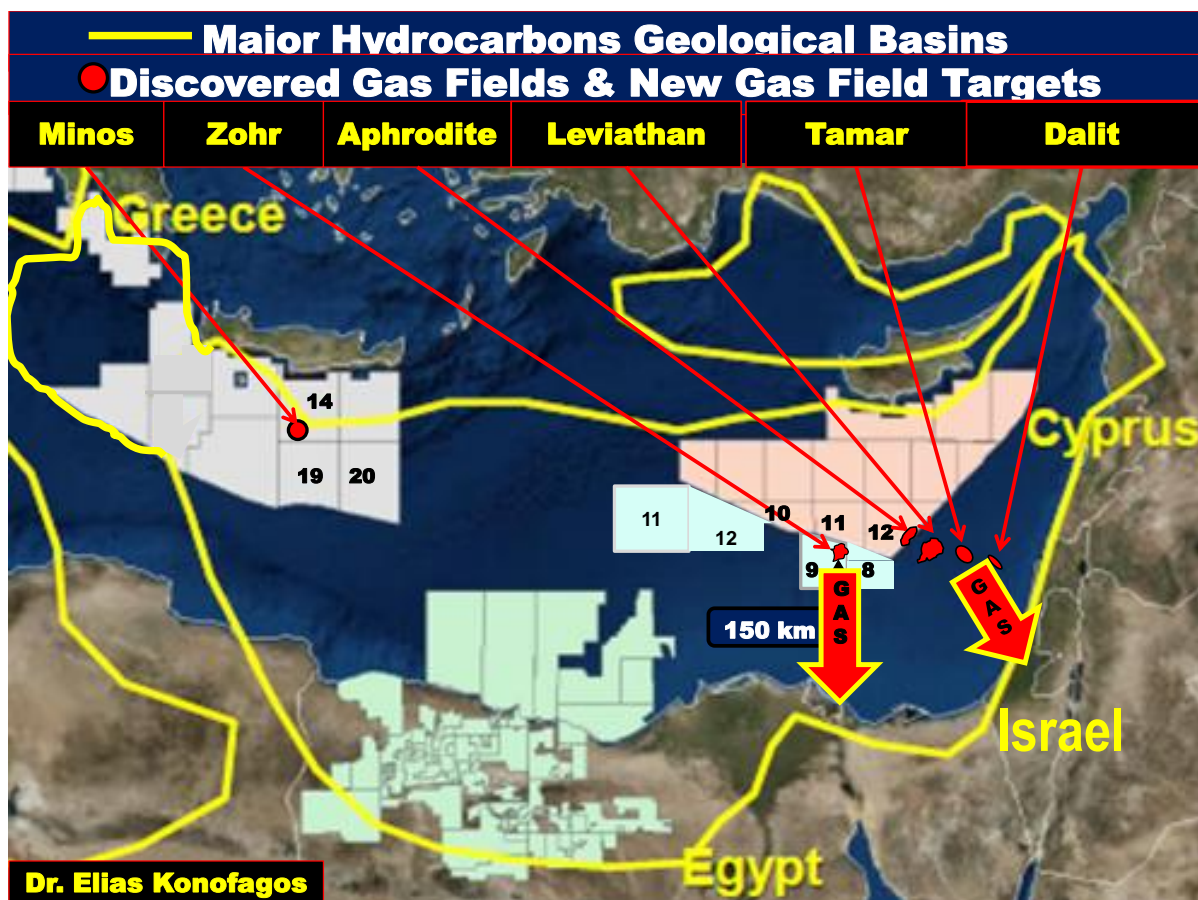 Major Hydrocarbons Geological Basins
Discovered Gas Fields & New Gas Field Targets
Minos Zohr Aphrodite Leviathan Tamar Dalit
Greece
14
19 20
Cyprus
11
12
10
11
12
9
8
GAS
GAS
150 km
Israel
Egypt
Dr. Elias Konofagos